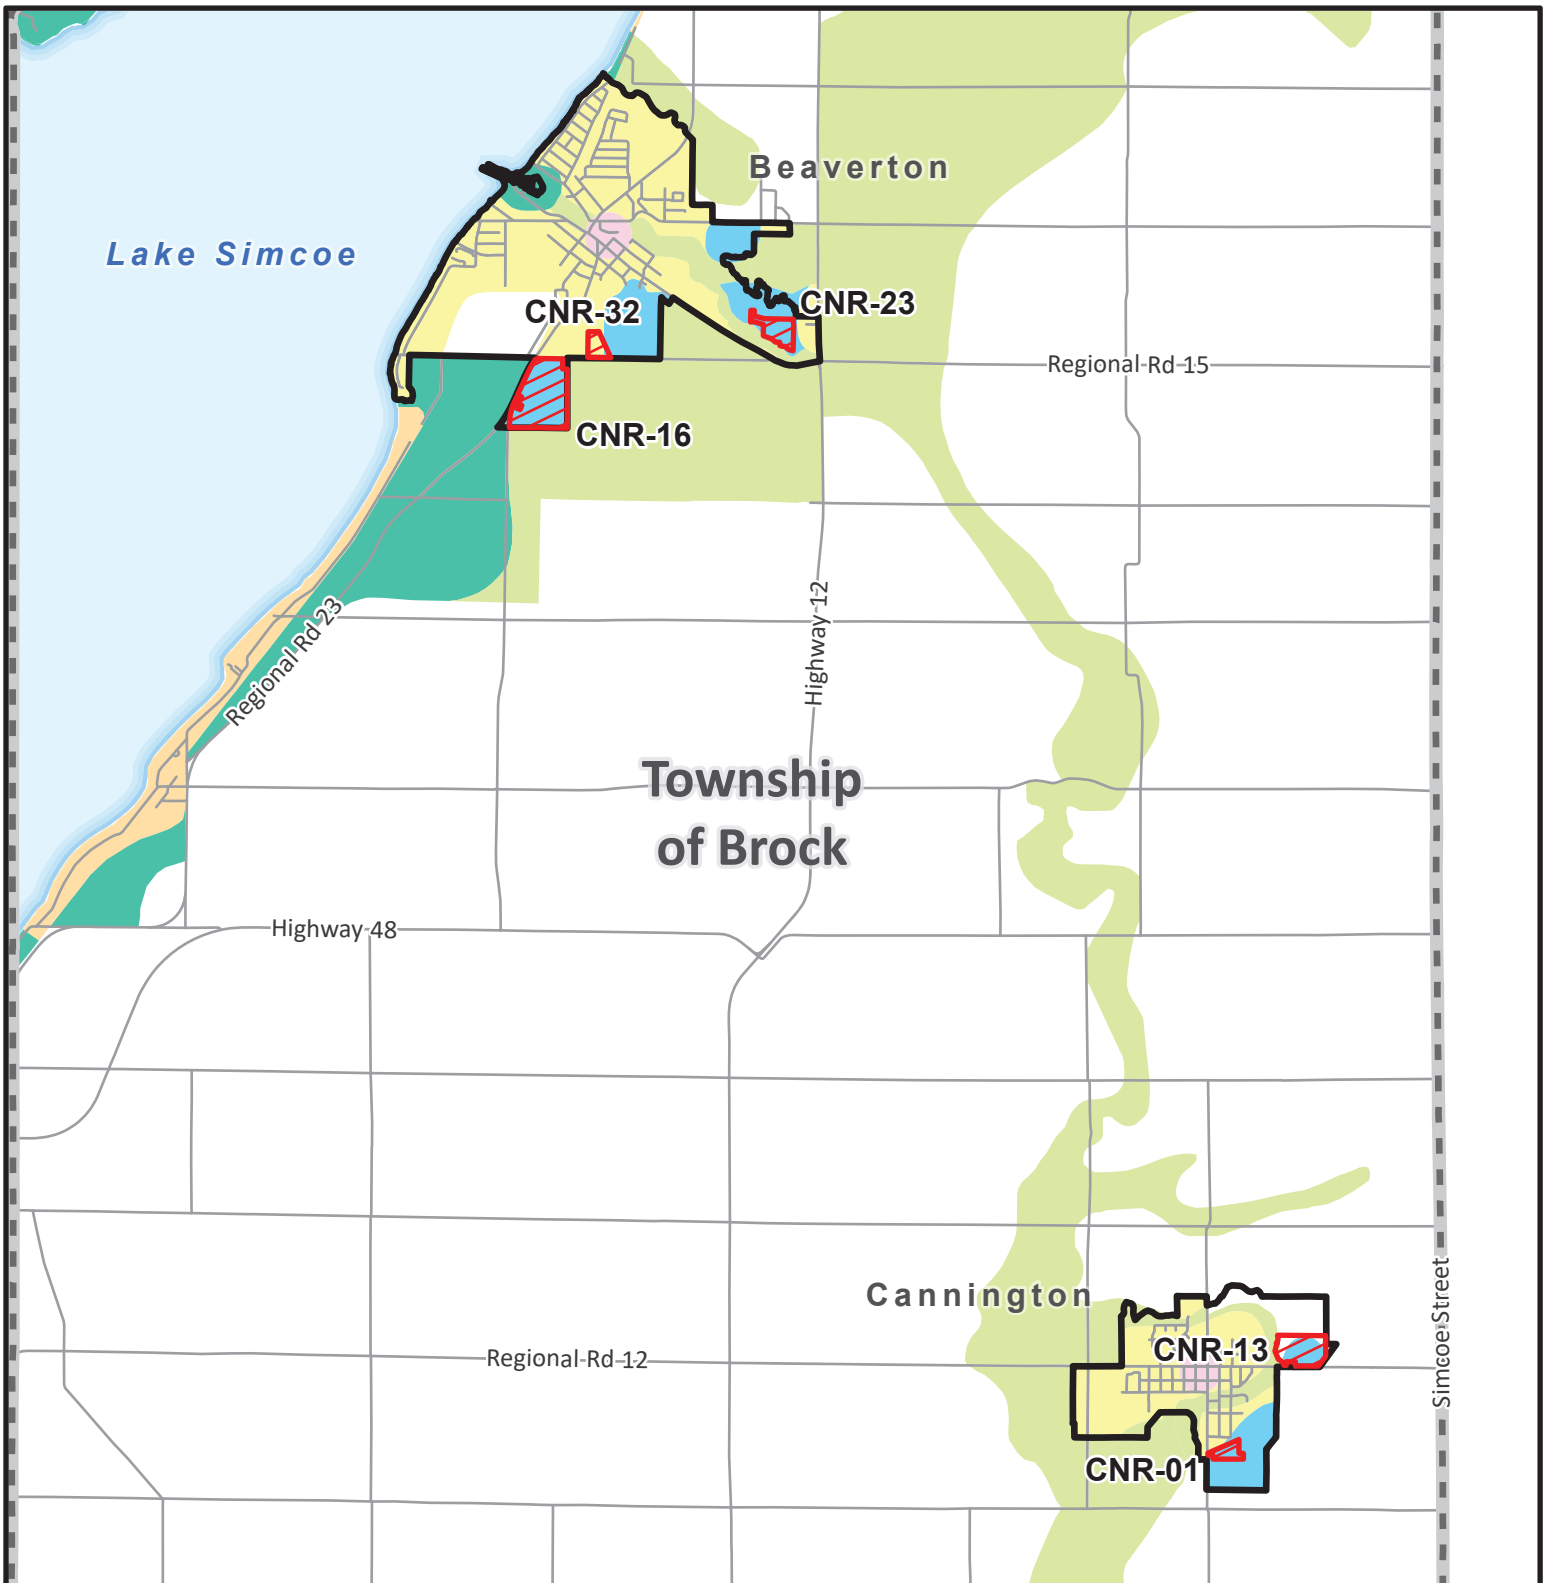 Beaverton
Lake Simcoe
CNR-32
CNR-23
Regional Rd 15
CNR-16
Highway 12
Regional Rd 23
Township
of Brock
Highway 48
Cannington
Simcoe Street
CNR-13
Regional Rd 12
CNR-01